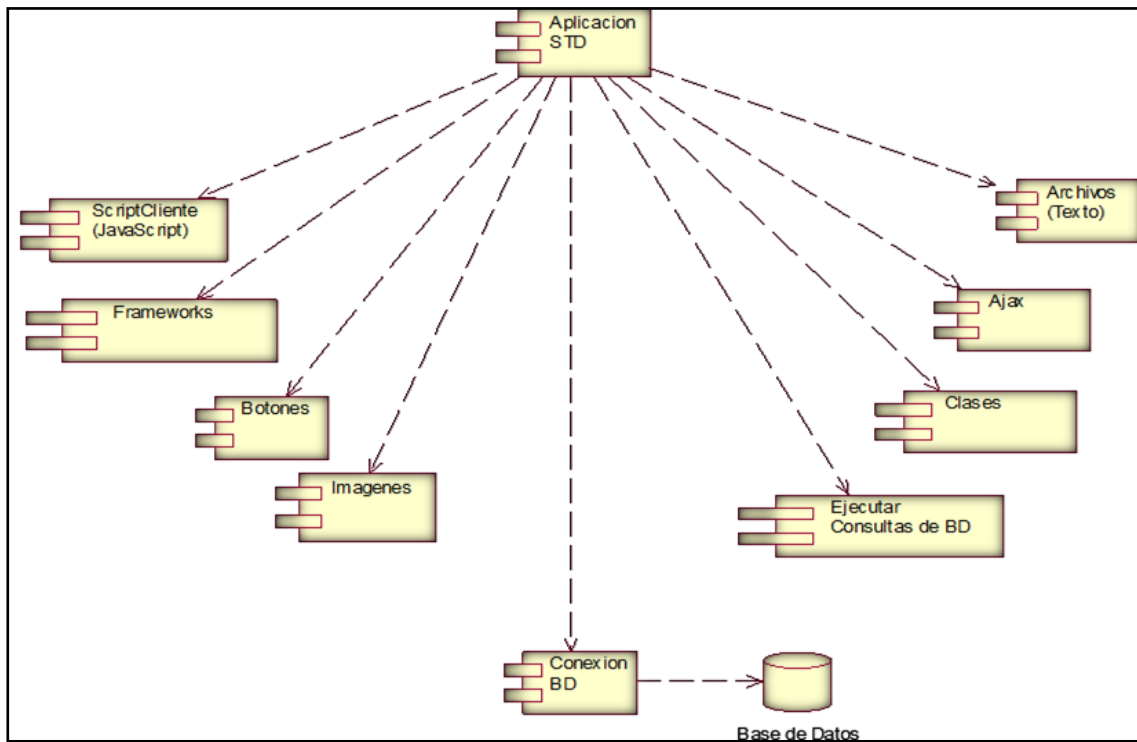 Aplicacion
STD
ScriptCliente
(JavaScript)
Archivos
(Texto)
Frameworks
Ajax
Botones
Clases
Imagenes
Ejecutar
Consultas de BD
Conexion
BD
Base de Datos